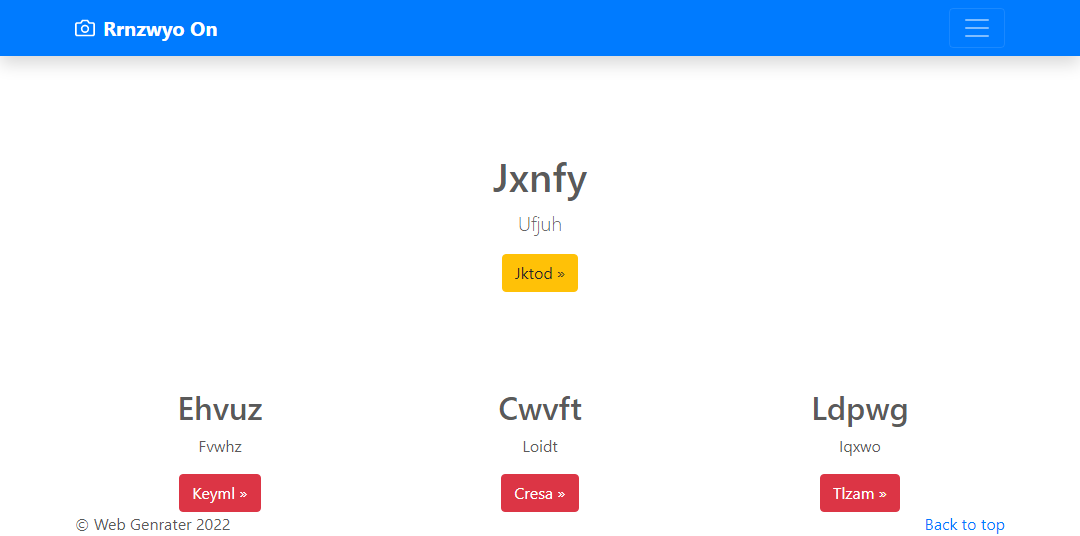 Rrnzwyo On
Jxnfy
Ufjuh
Jktod »
Ehvuz
Fvwhz
Keyml »
Cwvft
Loidt
Cresa »
Ldpwg
Iqxwo
Tlzam »
© Web Genrater 2022
Back to top